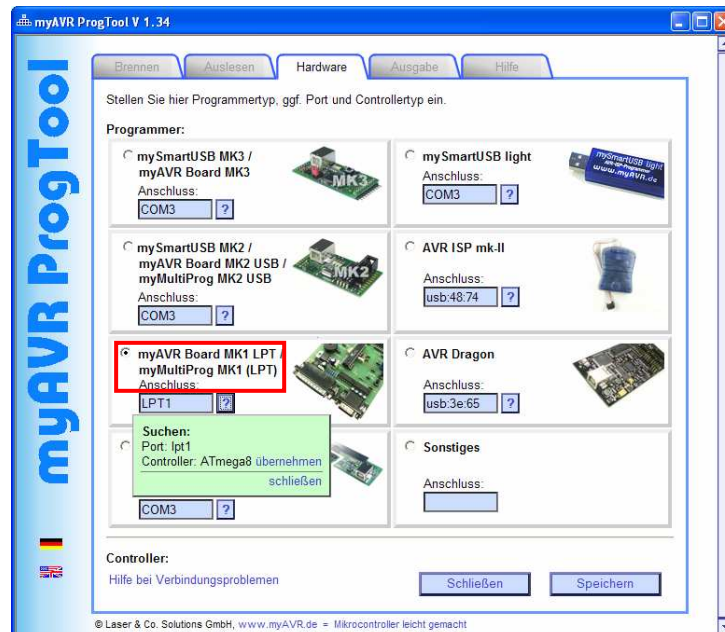 myAVR ProgTool V 1.34
myAVR ProgTool
Brennen
Auslesen
Hardware
Ausgabe
Hilfe
Stellen Sie hier Programmertyp, ggf. Port und Controllertyp ein.
Programmer:
mySmartUSB MK3 /
myAVR Board MK3
Anschluss:
COM3 ?
MK3
mySmartUSB light
Anschluss:
COM3 ?
mySmartUSB light
www.myAVR.de
mySmartUSB MK2 /
myAVR Board MK2 USB /
myMultiProg MK2 USB
Anschluss:
COM3 ?
MK2
AVR ISP mk-II
Anschluss:
usb:48:74 ?
myAVR Board MK1 LPT /
myMultiProg MK1 (LPT)
Anschluss:
LPT1 ?
AVR Dragon
Anschluss:
usb:3e:65 ?
Suchen:
Port: lpt1
Controller: ATmega8 übernehmen
schließen
COM3 ?
Sonstiges
Anschluss:
Controller:
Hilfe bei Verbindungsproblemen
Schließen
Speichern
© Laser & Co. Solutions GmbH, www.myAVR.de = Mikrocontroller leicht gemacht